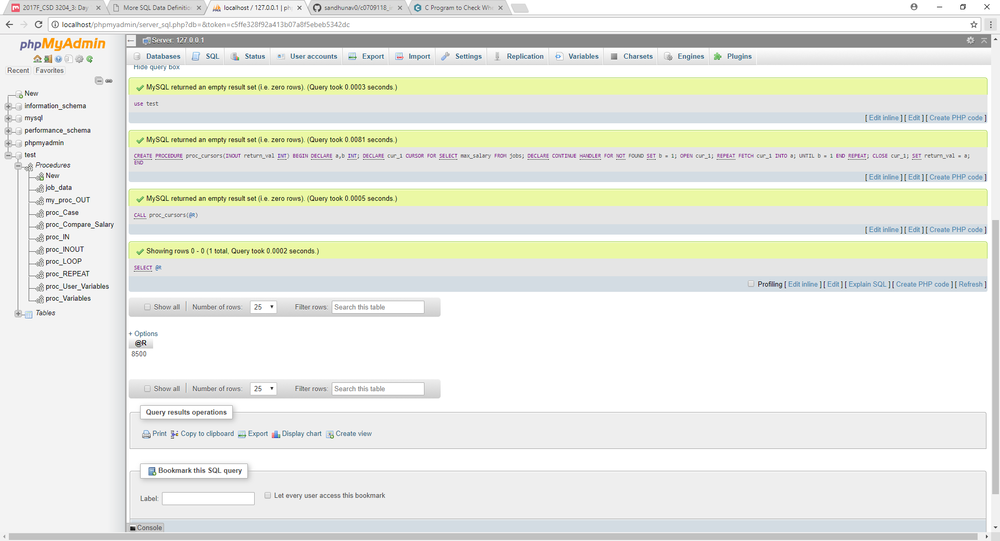 2017F_CSD 3204_3: Day
More SQL Data Definitio
localhost / 127.0.0.1 | ph
sandhunav0/c0709118_i
C Program to Check Whe
localhost/phpmyadmin/server_sql.php?db=&token=c5ffe328f92a413b07a8f5ebeb5342dc
phpMyAdmin
Recent Favorites
New
information_schema
mysql
performance_schema
phpmyadmin
test
Procedures
New
job_data
my_proc_OUT
proc_Case
proc_Compare_Salary
proc_IN
proc_INOUT
proc_LOOP
proc_REPEAT
proc_User_Variables
proc_Variables
Tables
Server: 127.0.0.1
Databases SQL Status User accounts Export Import Settings Replication Variables Charsets Engines Plugins
Hide query box
MySQL returned an empty result set (i.e. zero rows). (Query took 0.0003 seconds.)
use test
[ Edit inline ] [ Edit ] [ Create PHP code ]
MySQL returned an empty result set (i.e. zero rows). (Query took 0.0081 seconds.)
CREATE PROCEDURE proc_cursors(INOUT return_val INT) BEGIN DECLARE a,b INT; DECLARE cur_1 CURSOR FOR SELECT max_salary FROM jobs; DECLARE CONTINUE HANDLER FOR NOT FOUND SET b = 1; OPEN cur_1; REPEAT FETCH cur_1 INTO a; UNTIL b = 1 END REPEAT; CLOSE cur_1; SET return_val = a;
END
[ Edit inline ] [ Edit ] [ Create PHP code ]
MySQL returned an empty result set (i.e. zero rows). (Query took 0.0005 seconds.)
CALL proc_cursors(@R)
[ Edit inline ] [ Edit ] [ Create PHP code ]
Showing rows 0 - 0 (1 total, Query took 0.0002 seconds.)
SELECT @R
Profiling [ Edit inline ] [ Edit ] [ Explain SQL ] [ Create PHP code ] [ Refresh ]
Show all Number of rows: 25 Filter rows: Search this table
+ Options
@R
8500
Show all Number of rows: 25 Filter rows: Search this table
Query results operations
Print Copy to clipboard Export Display chart Create view
Bookmark this SQL query
Label: Let every user access this bookmark
Console